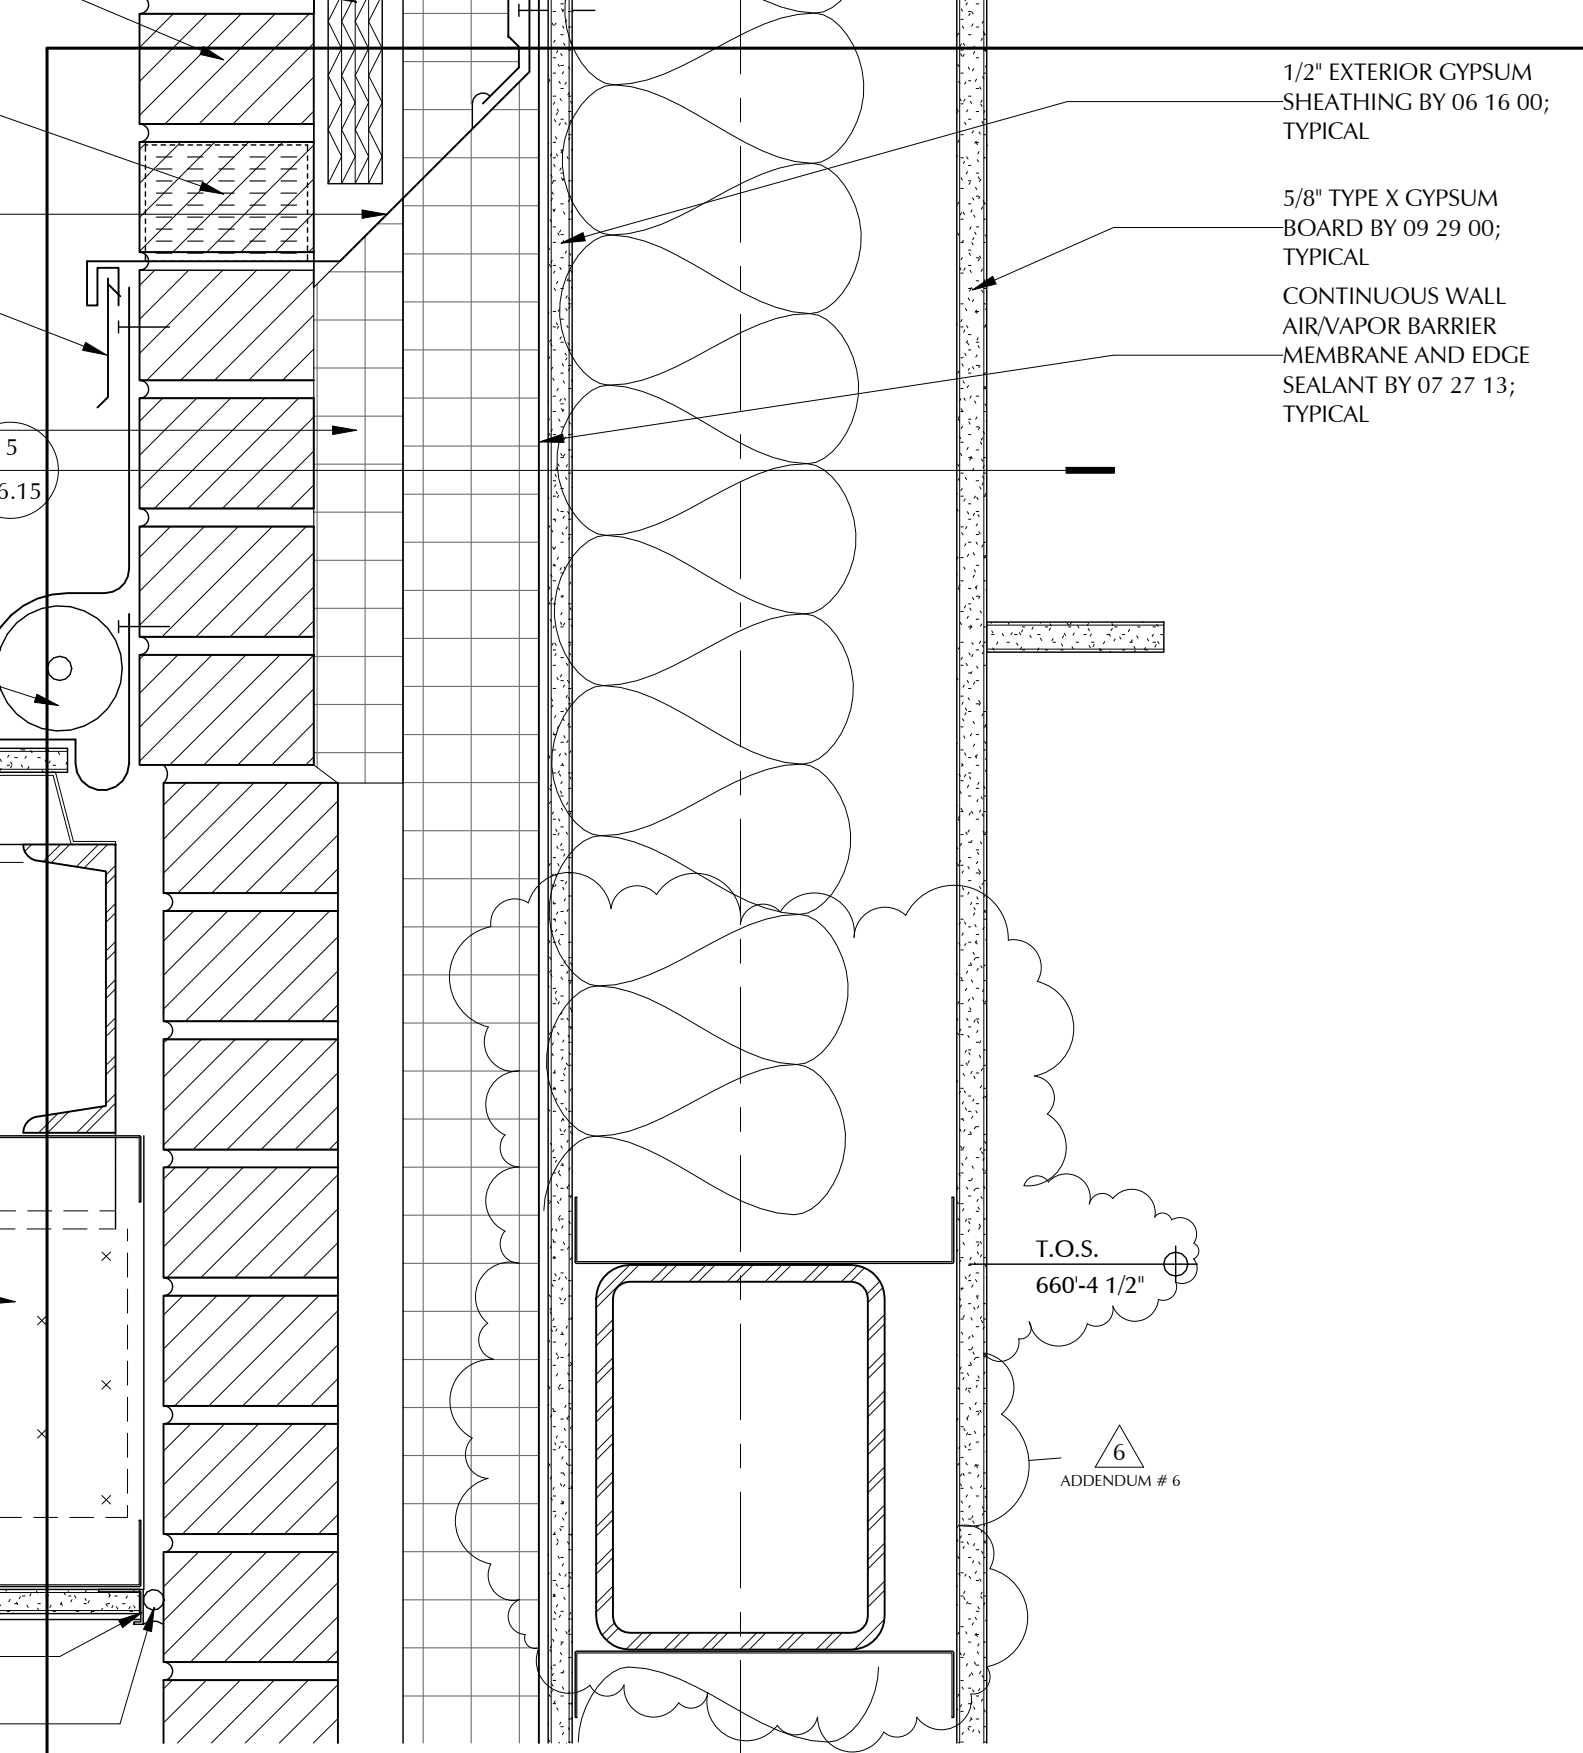 1/2" EXTERIOR GYPSUM
SHEATHING BY 06 16 00;
TYPICAL
5/8" TYPE X GYPSUM
BOARD BY 09 29 00;
TYPICAL
CONTINUOUS WALL
AIR/VAPOR BARRIER
MEMBRANE AND EDGE
SEALANT BY 07 27 13;
TYPICAL
5
6.15
T.O.S.
660'-4 1/2"
6
ADDENDUM # 6